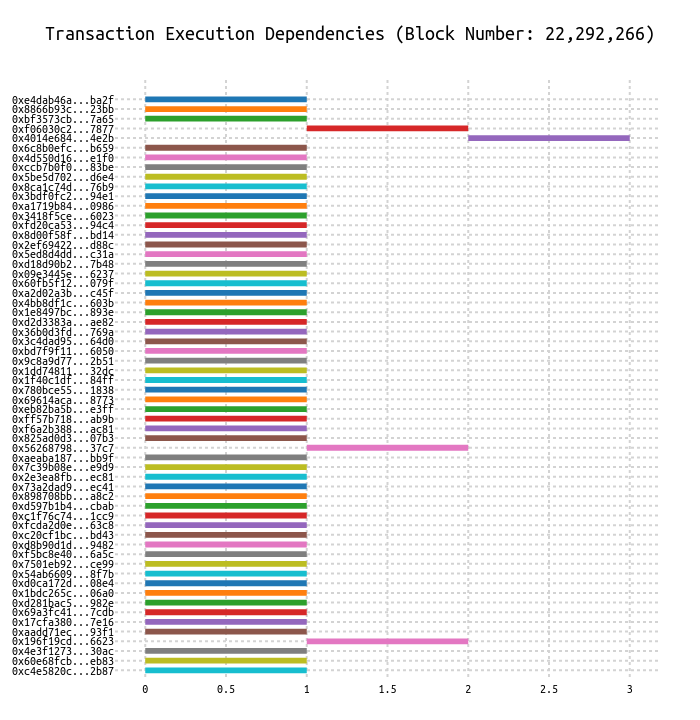 Transaction Execution Dependencies (Block Number: 22,292,266)
0xe4dab46a...ba2f
0x8866b93c...23bb
0xbf3573cb...7a65
0xf06030c2...7877
0x4014e684...4e2b
0x6c8b0efc...b659
0x4d550d16...e1f0
0xccb7b0f0...83be
0x5be5d702...d6e4
0x8ca1c74d...76b9
0x3bdf0fc2...94e1
0xa1719b84...0986
0x3418f5ce...6023
0xfd20ca53...94c4
0x8d00f58f...bd14
0x2ef69422...d88c
0x5ed8d4dd...c31a
0xd18d90b2...7b48
0x09e3445e...6237
0x60fb5f12...079f
0xa2d02a3b...c45f
0x4bb8df1c...603b
0x1e8497bc...893e
0xd2d3383a...ae82
0x36b0d3fd...769a
0x3c4dad95...64d0
0xbd7f9f11...6050
0x9c8a9d77...2b51
0x1dd74811...32dc
0x1f40c1df...84ff
0x780bce55...1838
0x69614aca...8773
0xeb82ba5b...e3ff
0xff57b718...ab9b
0xf6a2b388...ac81
0x825ad0d3...07b3
0x56268798...37c7
0xaeaba187...bb9f
0x7c39b08e...e9d9
0x2e3ea8fb...ec81
0x73a2dad9...ec41
0x898708bb...a8c2
0xd597b1b4...cbab
0xc1f76c74...1cc9
0xfcda2d0e...63c8
0xc20cf1bc...bd43
0xd8b90d1d...9482
0xf5bc8e40...6a5c
0x7501eb92...ce99
0x54ab6609...8f7b
0xd0ca172d...08e4
0x1bdc265c...06a0
0xd281bac5...982e
0x69a3fc41...7cdb
0x17cfa380...7e16
0xaadd71ec...93f1
0x196f19cd...6623
0x4e3f1273...30ac
0x60e68fcb...eb83
0xc4e5820c...2b87
0 0.5 1 1.5 2 2.5 3